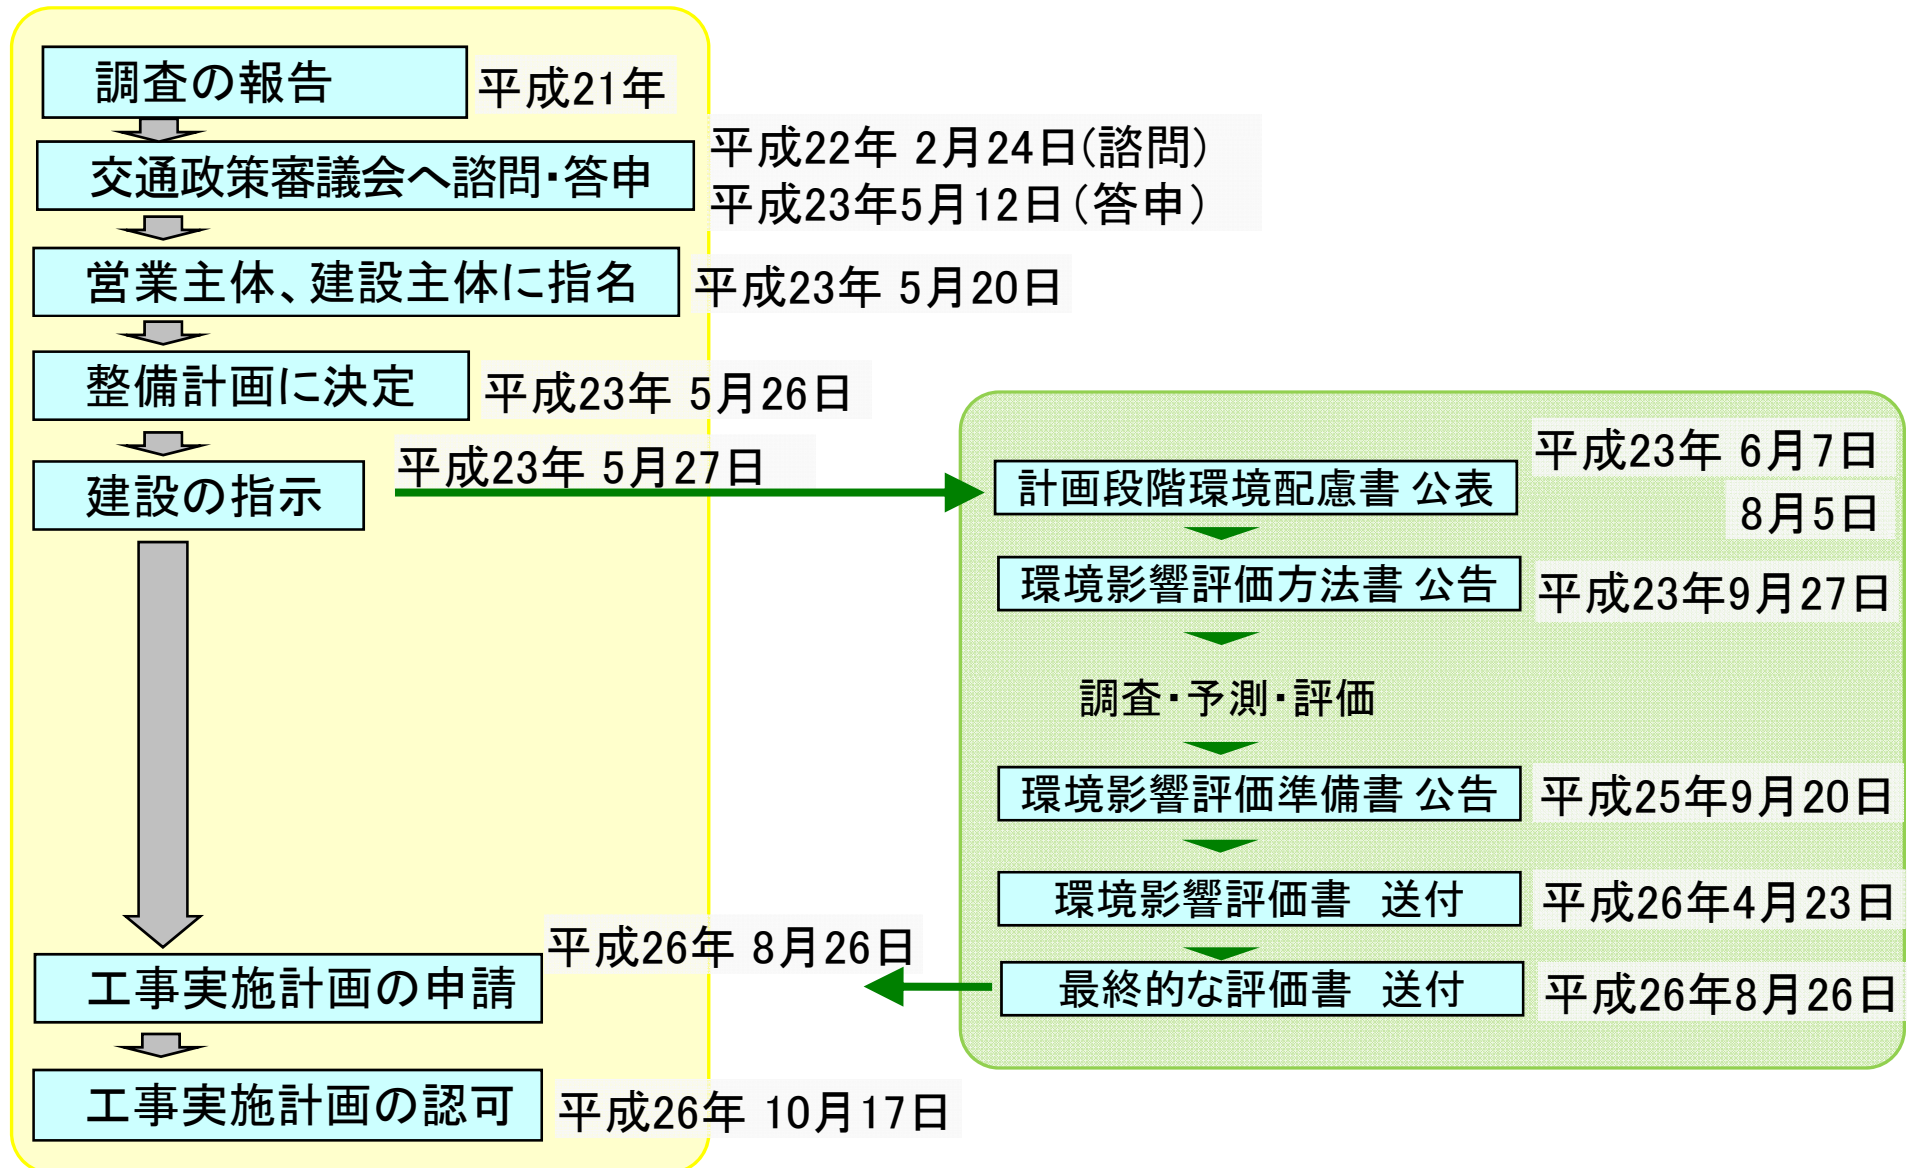 調査の報告
平成21年
交通政策審議会へ諮問・答申
平成22年 2月24日(諮問)
平成23年5月12日(答申)
営業主体、建設主体に指名
平成23年 5月20日
整備計画に決定
平成23年 5月26日
建設の指示
平成23年 5月27日
工事実施計画の申請
平成26年 8月26日
工事実施計画の認可
平成26年 10月17日
計画段階環境配慮書 公表
平成23年 6月7日
8月5日
環境影響評価方法書 公告
平成23年9月27日
調査・予測・評価
環境影響評価準備書 公告
平成25年9月20日
環境影響評価書 送付
平成26年4月23日
最終的な評価書 送付
平成26年8月26日